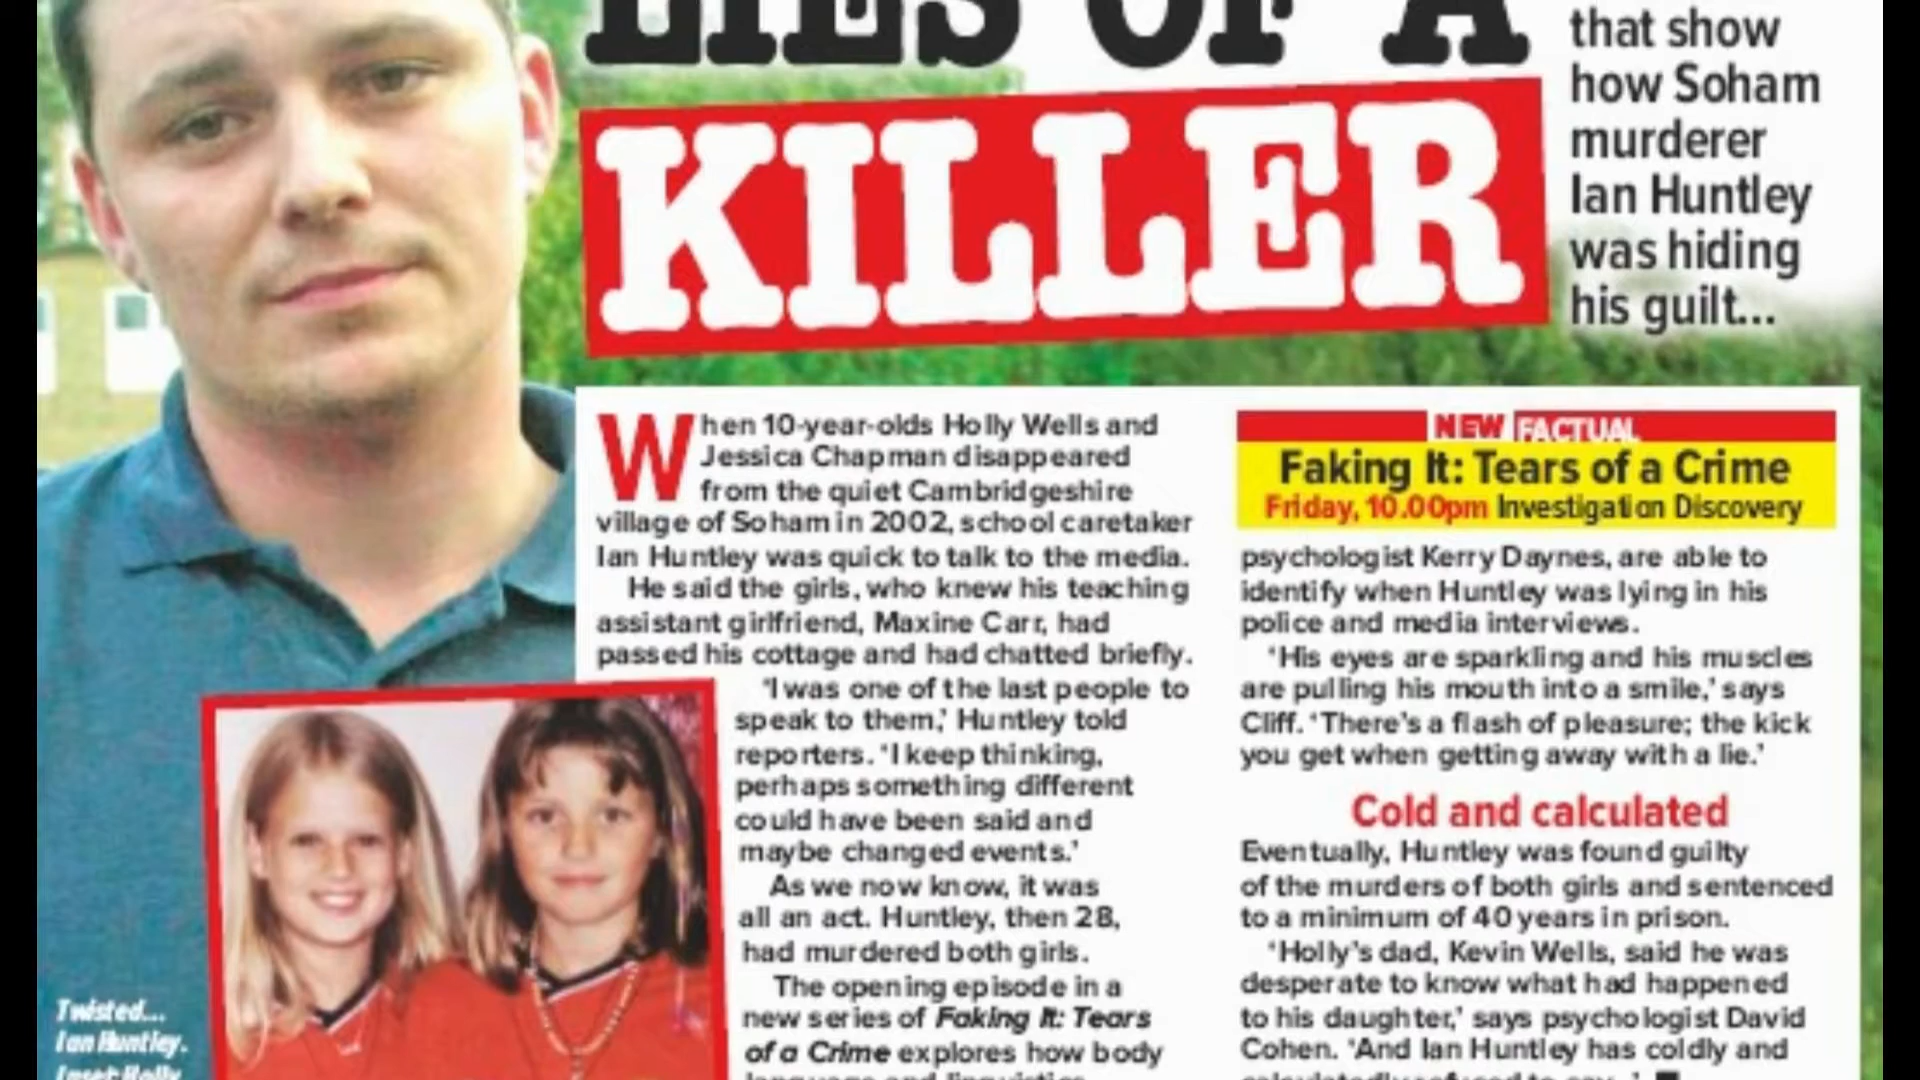 LIES OF A
KILLER
that show
how Soham
murderer
Ian Huntley
was hiding
his guilt...
When 10-year-olds Holly Wells and
Jessica Chapman disappeared
from the quiet Cambridgeshire
village of Soham in 2002, school caretaker
Ian Huntley was quick to talk to the media.
He said the girls, who knew his teaching
assistant girlfriend, Maxine Carr, had
passed his cottage and had chatted briefly.
'I was one of the last people to
speak to them,' Huntley told
reporters. 'I keep thinking,
perhaps something different
could have been said and
maybe changed events.'
As we now know, it was
all an act. Huntley, then 28,
had murdered both girls.
The opening episode in a
new series of Faking It: Tears
of a Crime explores how body
language and linguistics
NEW FACTUAL
Faking It: Tears of a Crime
Friday, 10.00pm Investigation Discovery
psychologist Kerry Daynes, are able to
identify when Huntley was lying in his
police and media interviews.
'His eyes are sparkling and his muscles
are pulling his mouth into a smile,' says
Cliff. 'There's a flash of pleasure; the kick
you get when getting away with a lie.'
Cold and calculated
Eventually, Huntley was found guilty
of the murders of both girls and sentenced
to a minimum of 40 years in prison.
'Holly's dad, Kevin Wells, said he was
desperate to know what had happened
to his daughter,' says psychologist David
Cohen. 'And Ian Huntley has coldly and
Twisted...
Ian Huntley.
Inset: Holly